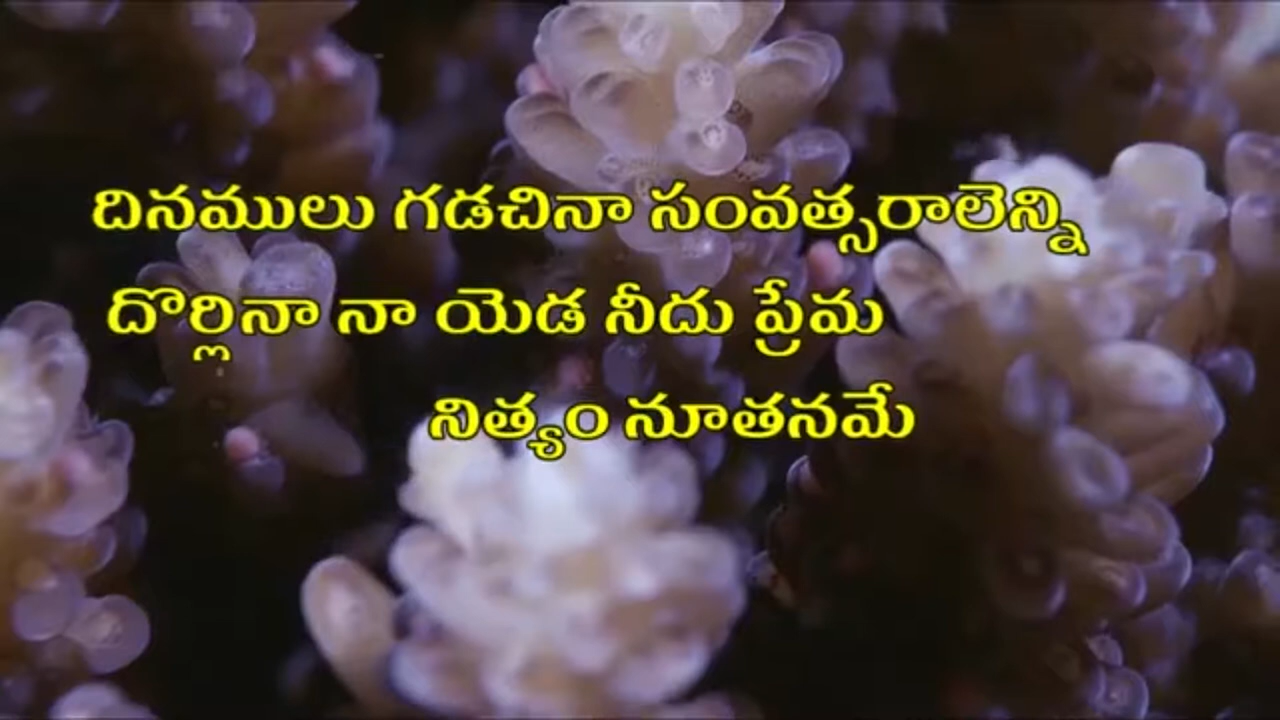 దినములు గడచినా సంవత్సరాలెన్ని
దొర్లినా నా యెడ నీదు ప్రేమ
నిత్యం నూతనమే